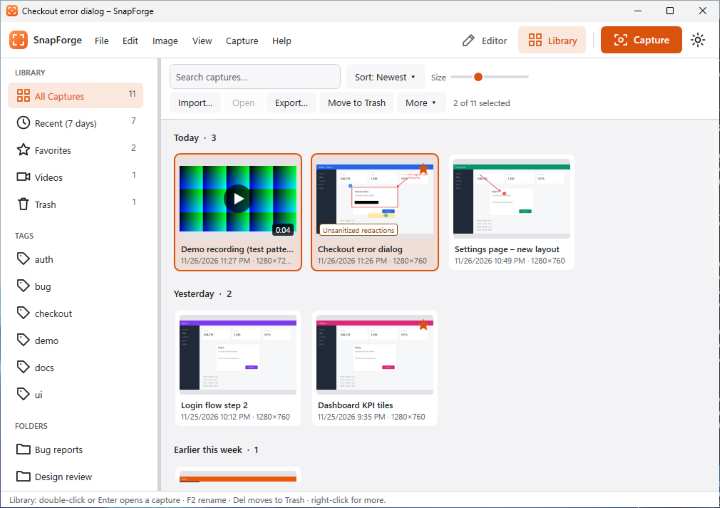 Checkout error dialog – SnapForge
SnapForge File Edit Image View Capture Help Editor Library Capture
LIBRARY
All Captures 11
Recent (7 days) 7
Favorites 2
Videos 1
Trash 1
TAGS
auth
bug
checkout
demo
docs
ui
FOLDERS
Bug reports
Design review
Search captures... Sort: Newest Size
Import... Open Export... Move to Trash More 2 of 11 selected
Today · 3
0:04
Demo recording (test patte...
11/26/2026 11:27 PM · 1280×72...
Unsanitized redactions
Checkout error dialog
11/26/2026 11:26 PM · 1280×760
Settings page – new layout
11/26/2026 10:49 PM · 1280×760
Yesterday · 2
Login flow step 2
11/25/2026 10:12 PM · 1280×760
Dashboard KPI tiles
11/25/2026 9:35 PM · 1280×760
Earlier this week · 1
Library: double-click or Enter opens a capture · F2 rename · Del moves to Trash · right-click for more.